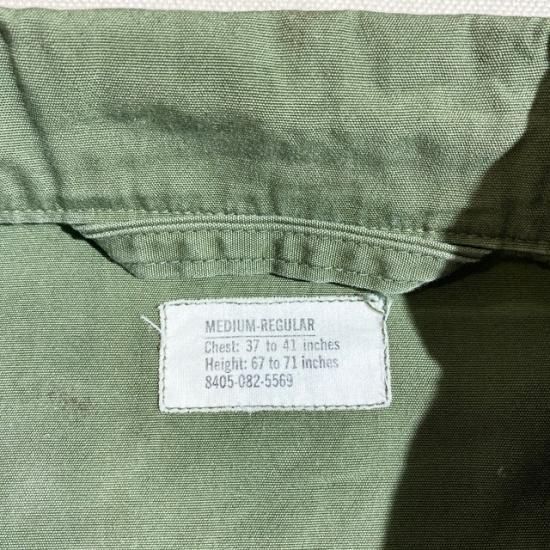 MEDIUM-REGULAR
Chest: 37 to 41 inches
Height: 67 to 71 inches
8405-082-5569